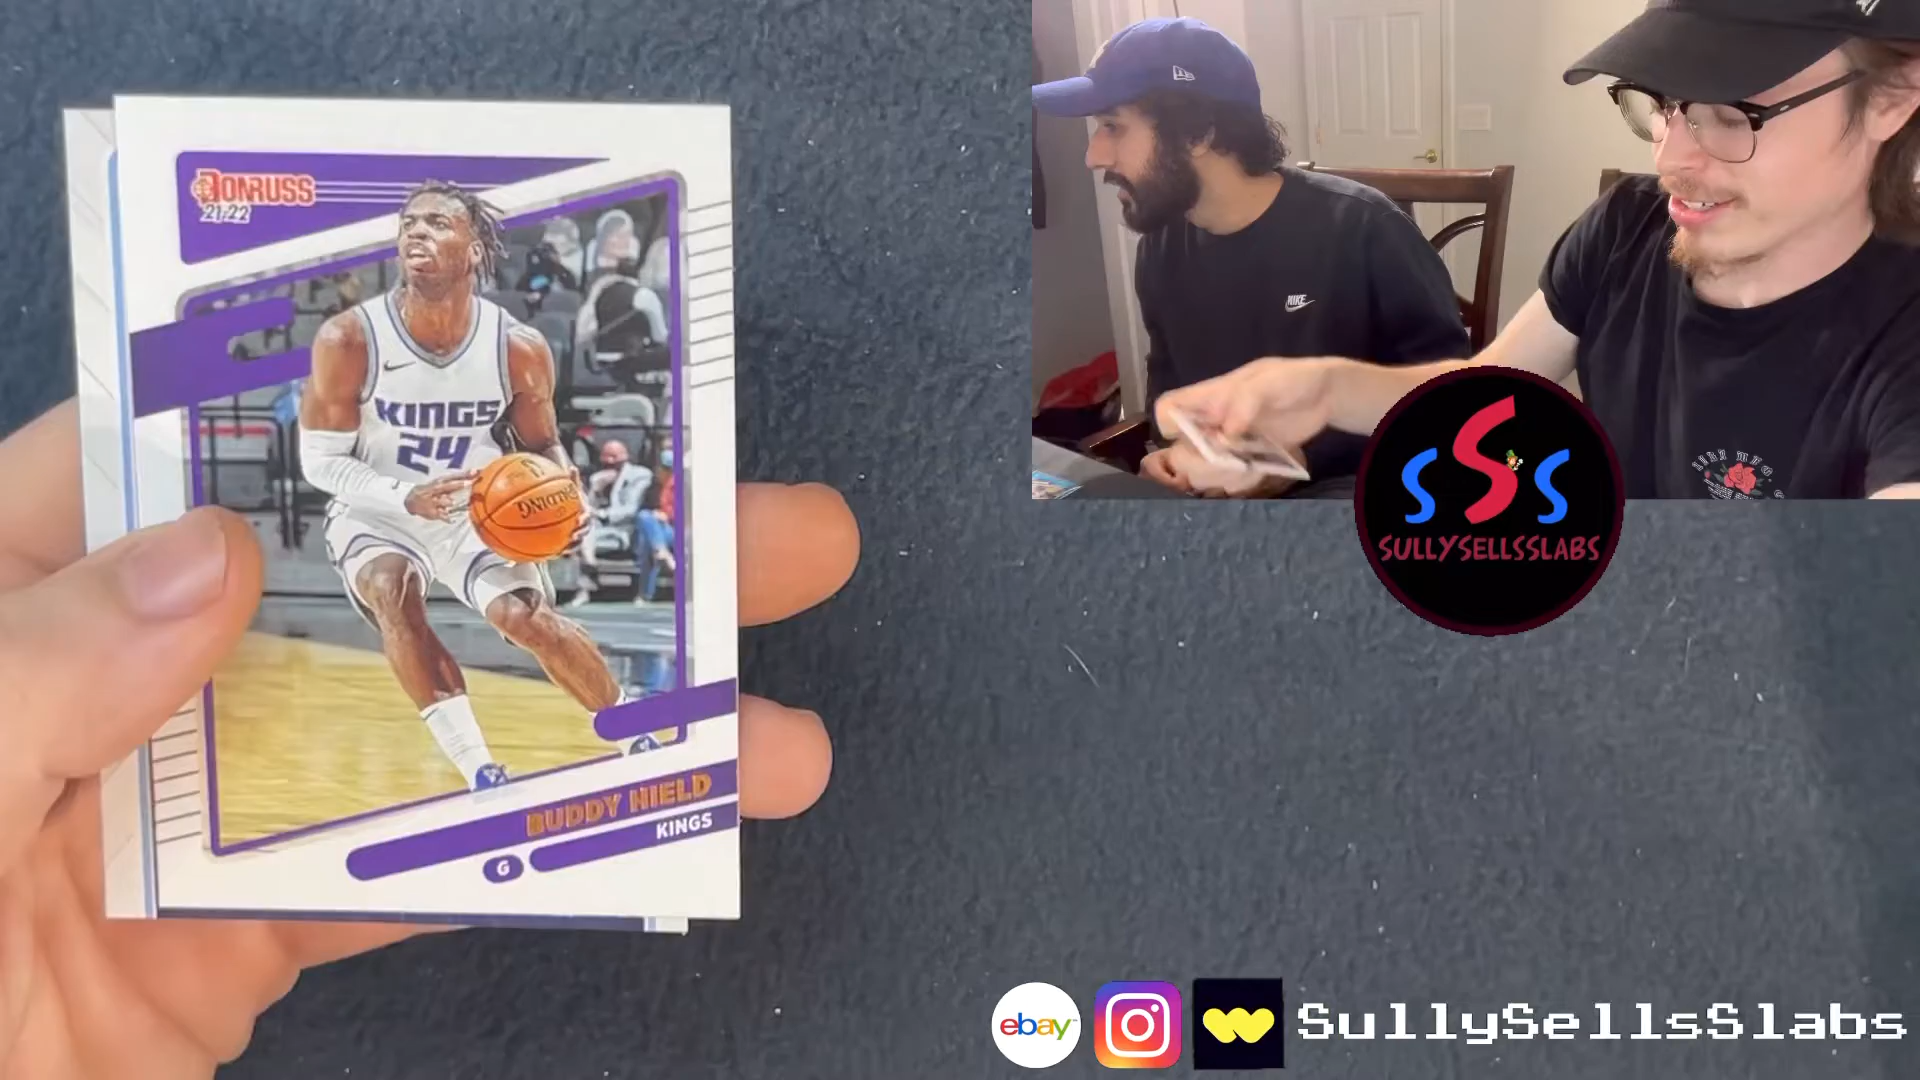 DONRUSS
21-22
KINGS
24
SPALDING
BUDDY HIELD
KINGS
G
NIKE
SSS
SULLYSELLSSLABS
ebay
SullySellsSlabs